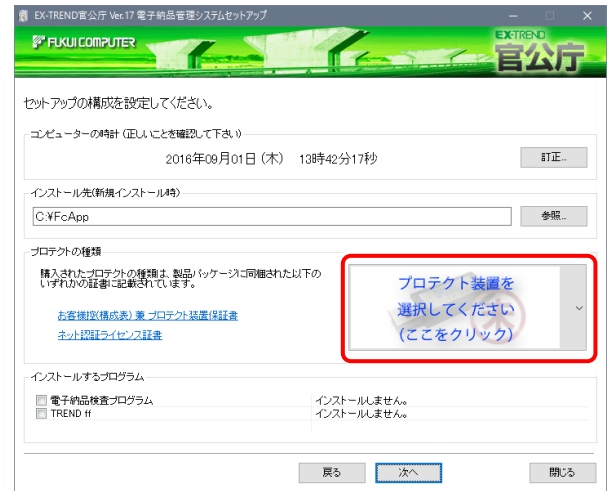 EX-TREND官公庁 Ver.17 電子納品管理システムセットアップ
FUKUI COMPUTER
EXTREND
官公庁
セットアップの構成を設定してください。
コンピューターの時計 (正しいことを確認して下さい)
2016年09月01日 (木) 13時42分17秒
訂正...
インストール先(新規インストール時)
C:¥FcApp
参照...
プロテクトの種類
購入されたプロテクトの種類は、製品パッケージに同梱された以下の
いずれかの証書に記載されています。
お客様控(構成表) 兼 プロテクト装置保証書
ネット認証ライセンス証書
プロテクト装置を
選択してください
(ここをクリック)
インストールするプログラム
電子納品検査プログラム インストールしません。
TREND ff インストールしません。
戻る 次へ 閉じる